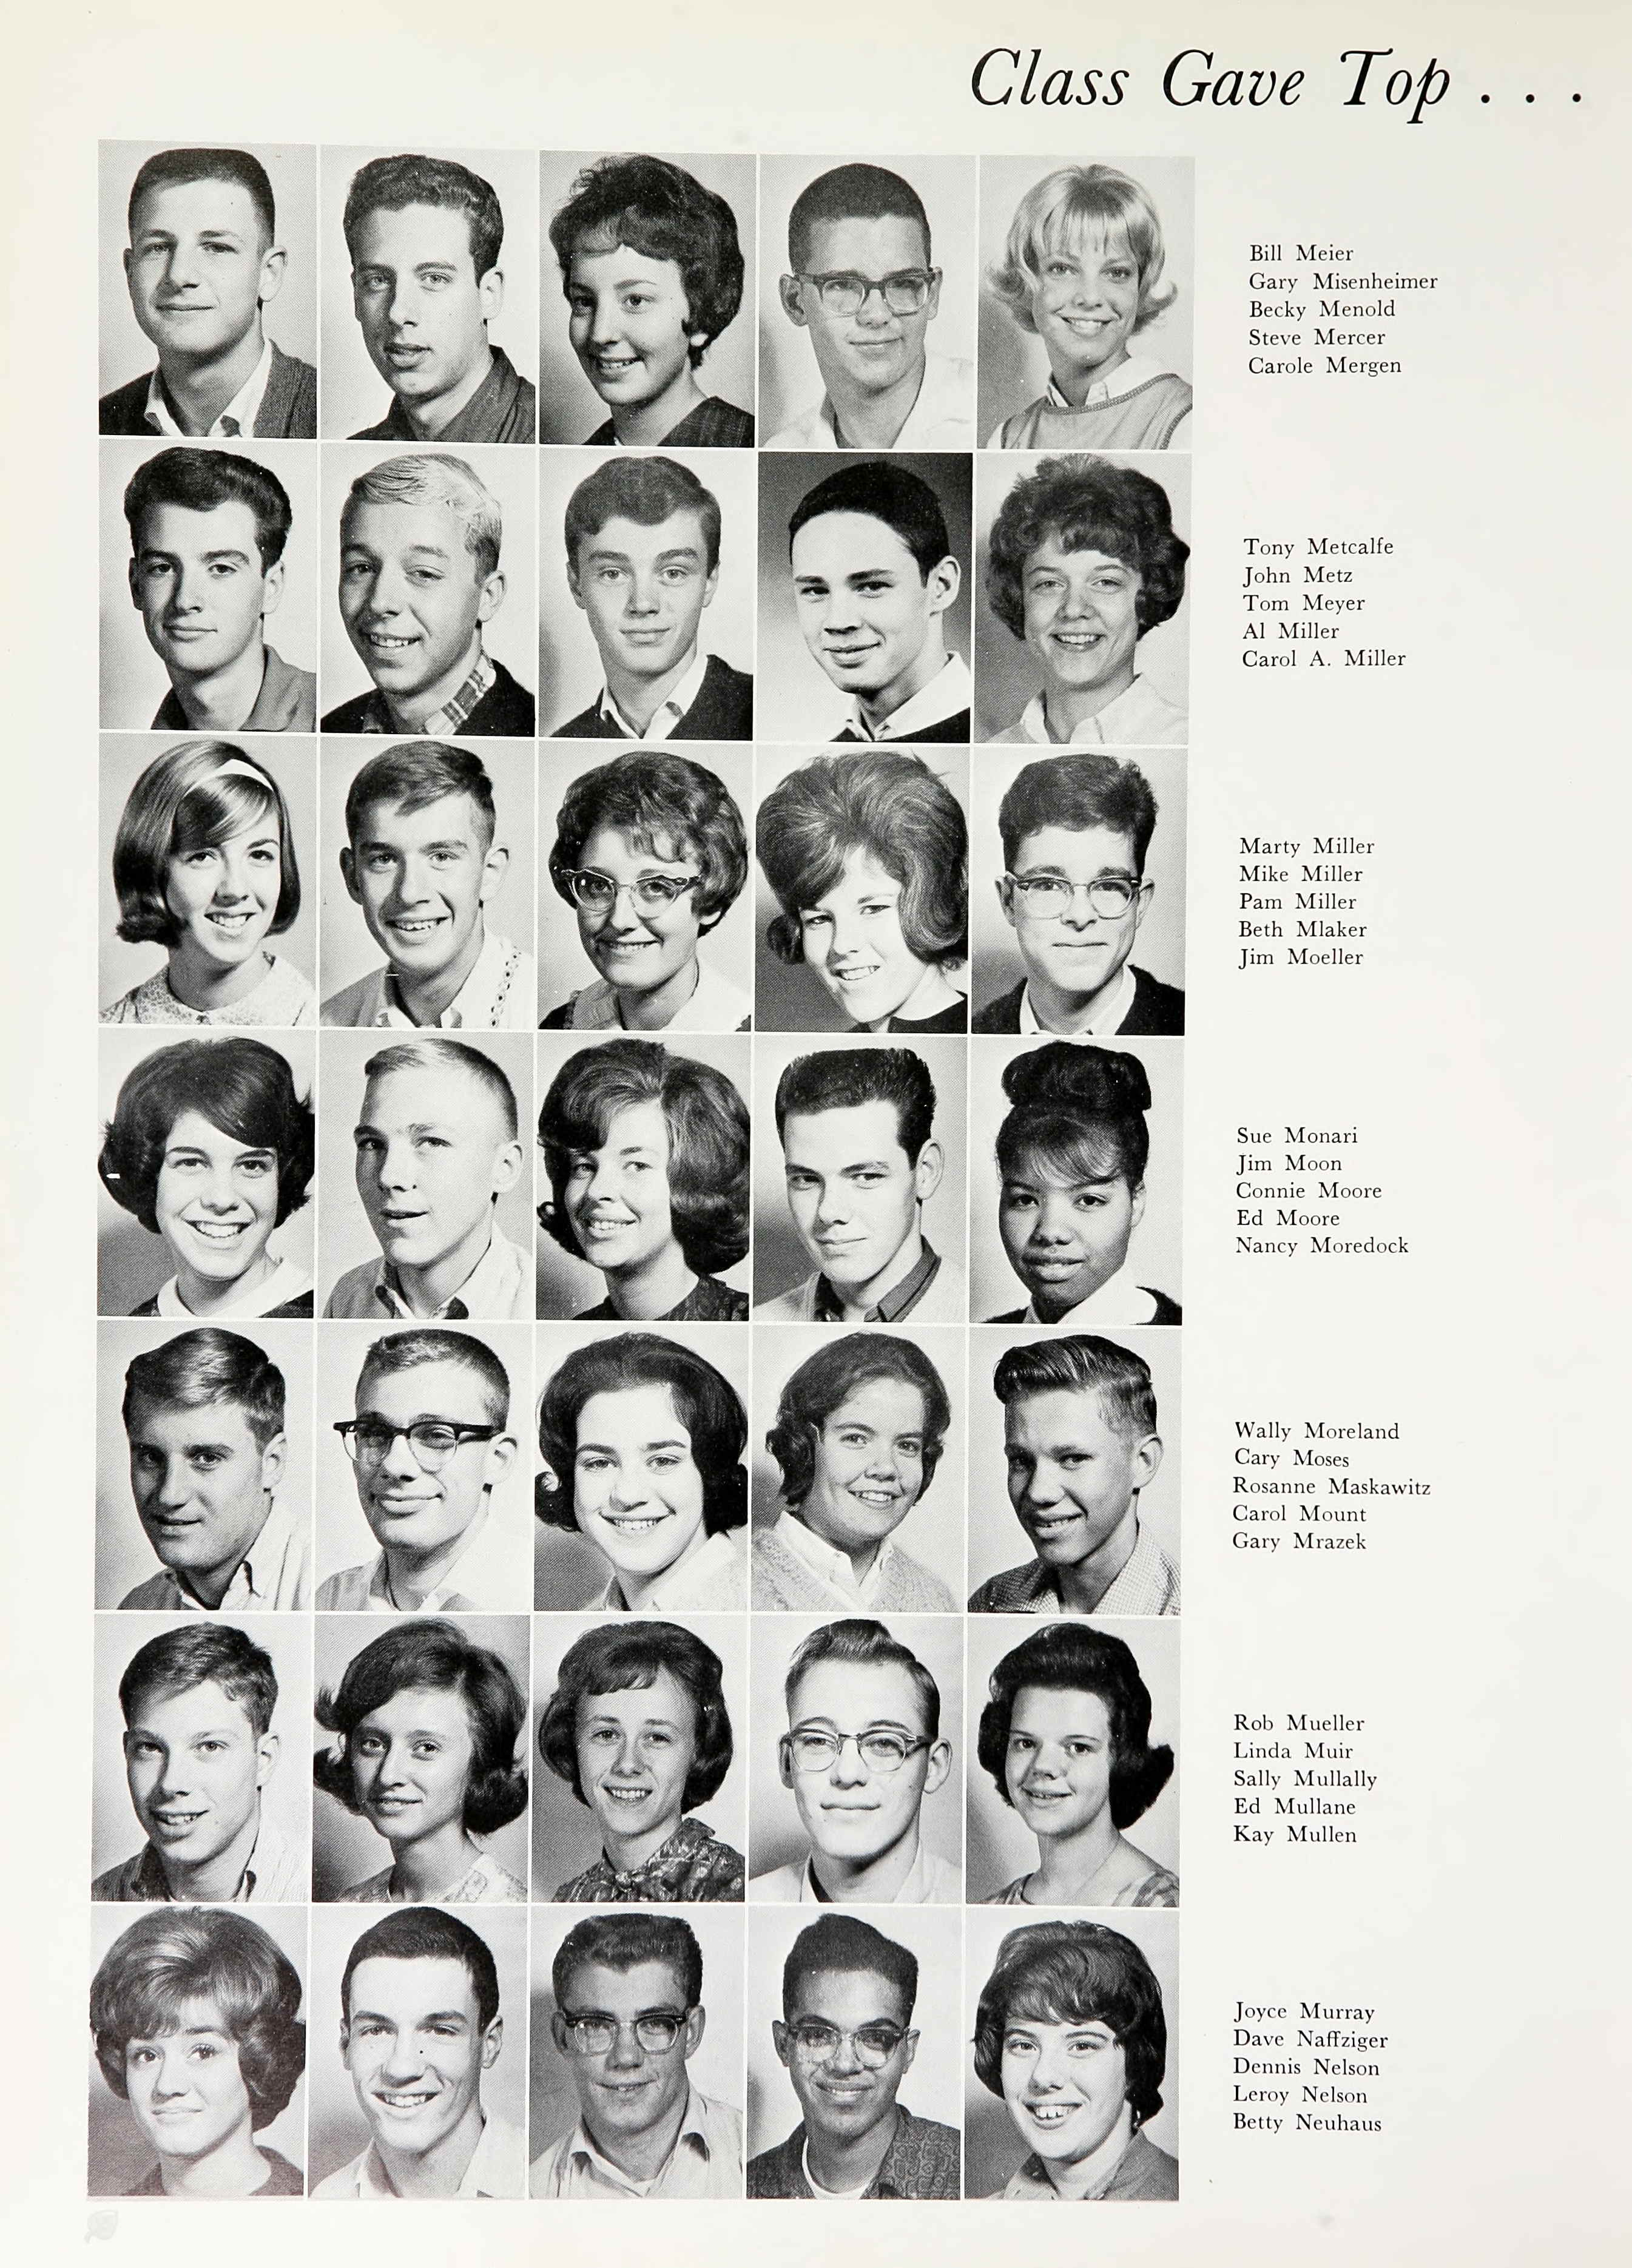 Class Gave Top . . .
Bill Meier
Gary Misenheimer
Becky Menold
Steve Mercer
Carole Mergen
Tony Metcalfe
John Metz
Tom Meyer
Al Miller
Carol A. Miller
Marty Miller
Mike Miller
Pam Miller
Beth Mlaker
Jim Moeller
Sue Monari
Jim Moon
Connie Moore
Ed Moore
Nancy Moredock
Wally Moreland
Cary Moses
Rosanne Maskawitz
Carol Mount
Gary Mrazek
Rob Mueller
Linda Muir
Sally Mullally
Ed Mullane
Kay Mullen
Joyce Murray
Dave Naffziger
Dennis Nelson
Leroy Nelson
Betty Neuhaus